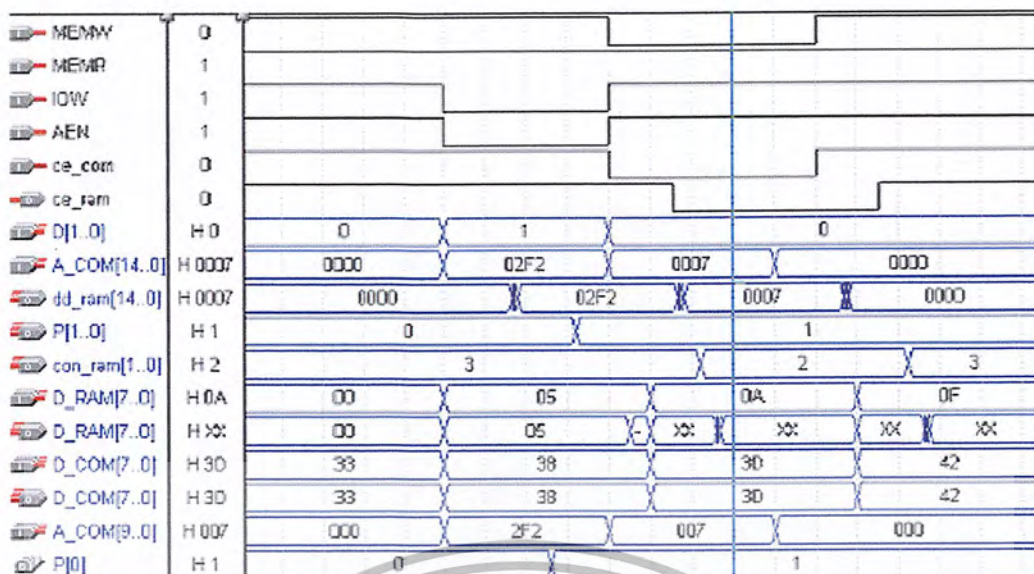 MEMW 0
MEMR 1
IOW 1
AEN 1
ce_com 0
ce_ram 0
D[1..0] H 0 0 1 0
A_COM[14..0] H 0007 0000 02F2 0007 0000
dd_ram[14..0] H 0007 0000 02F2 0007 0000
P[1..0] H 1 0 1
con_ram[1..0] H 2 3 2 3
D_RAM[7..0] H 0A 00 05 0A 0F
D_RAM[7..0] H XX 00 05 - XX XX XX XX
D_COM[7..0] H 3D 33 38 3D 42
D_COM[7..0] H 3D 33 38 3D 42
A_COM[9..0] H 007 000 2F2 007 000
P[0] H 1 0 1